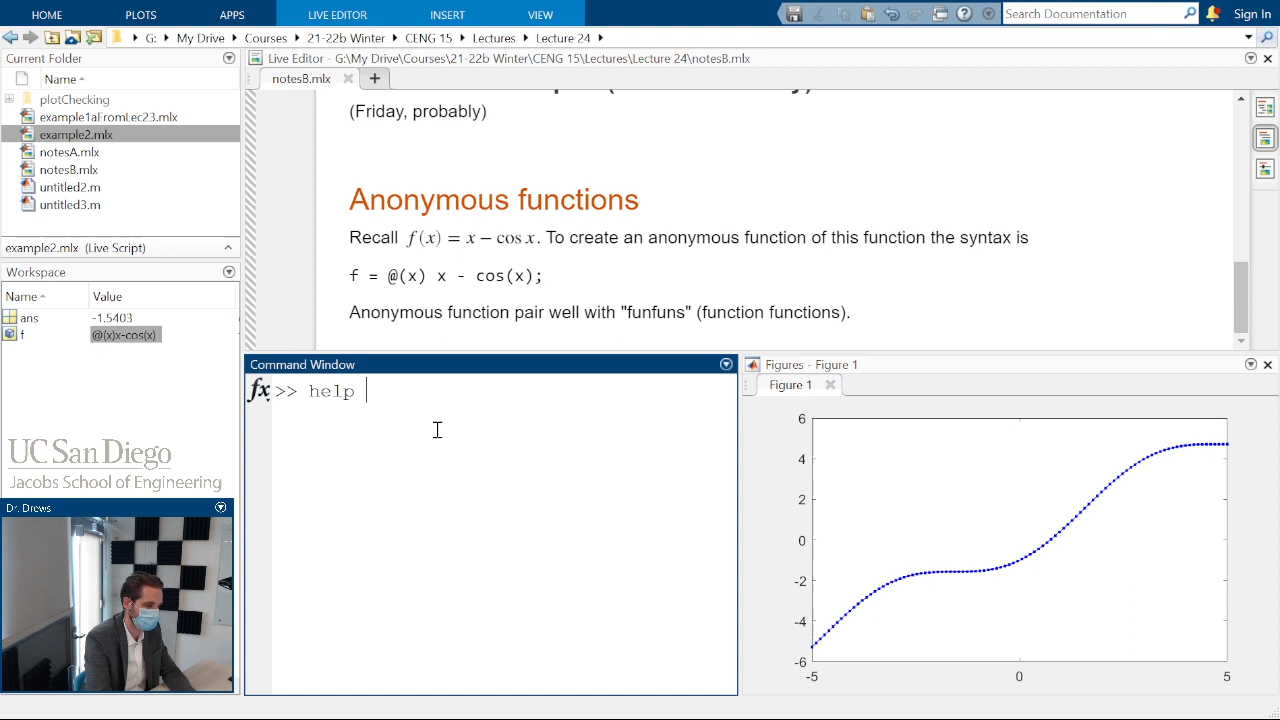 HOME PLOTS APPS LIVE EDITOR INSERT VIEW Search Documentation Sign In
G: My Drive Courses 21-22b Winter CENG 15 Lectures Lecture 24
Current Folder
Name
plotChecking
example1aFromLec23.mlx
example2.mlx
notesA.mlx
notesB.mlx
untitled2.m
untitled3.m
example2.mlx (Live Script)
Workspace
Name Value
ans -1.5403
f @(x)x-cos(x)
UC San Diego
Jacobs School of Engineering
Dr. Drews
Live Editor - G:\My Drive\Courses\21-22b Winter\CENG 15\Lectures\Lecture 24\notesB.mlx
notesB.mlx
(Friday, probably)
Anonymous functions
Recall f(x) = x − cos x. To create an anonymous function of this function the syntax is
f = @(x) x - cos(x);
Anonymous function pair well with "funfuns" (function functions).
Command Window
fx >> help
Figures - Figure 1
Figure 1
6
4
2
0
-2
-4
-6
-5 0 5